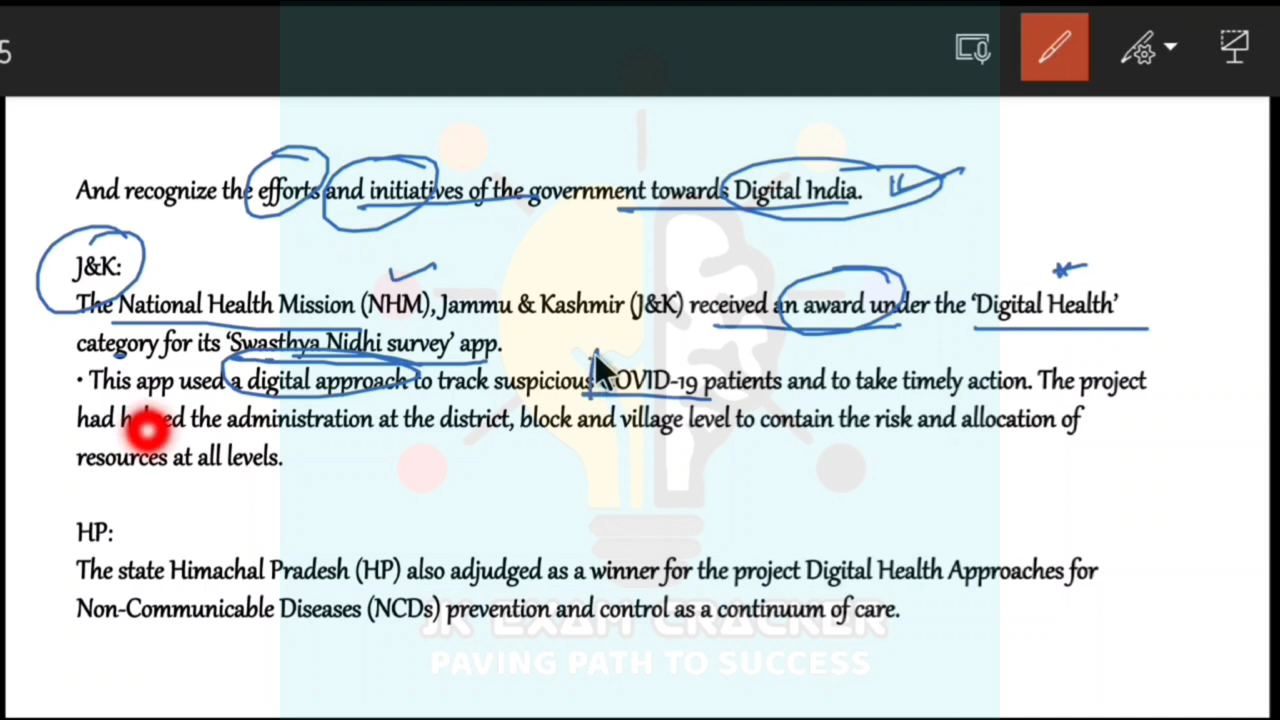 5
And recognize the efforts and initiatives of the government towards Digital India.
J&K:
The National Health Mission (NHM), Jammu & Kashmir (J&K) received an award under the 'Digital Health'
category for its 'Swasthya Nidhi survey' app.
• This app used a digital approach to track suspicious COVID-19 patients and to take timely action. The project
had helped the administration at the district, block and village level to contain the risk and allocation of
resources at all levels.
HP:
The state Himachal Pradesh (HP) also adjudged as a winner for the project Digital Health Approaches for
Non-Communicable Diseases (NCDs) prevention and control as a continuum of care.
JK EXAM CRACKER
PAVING PATH TO SUCCESS